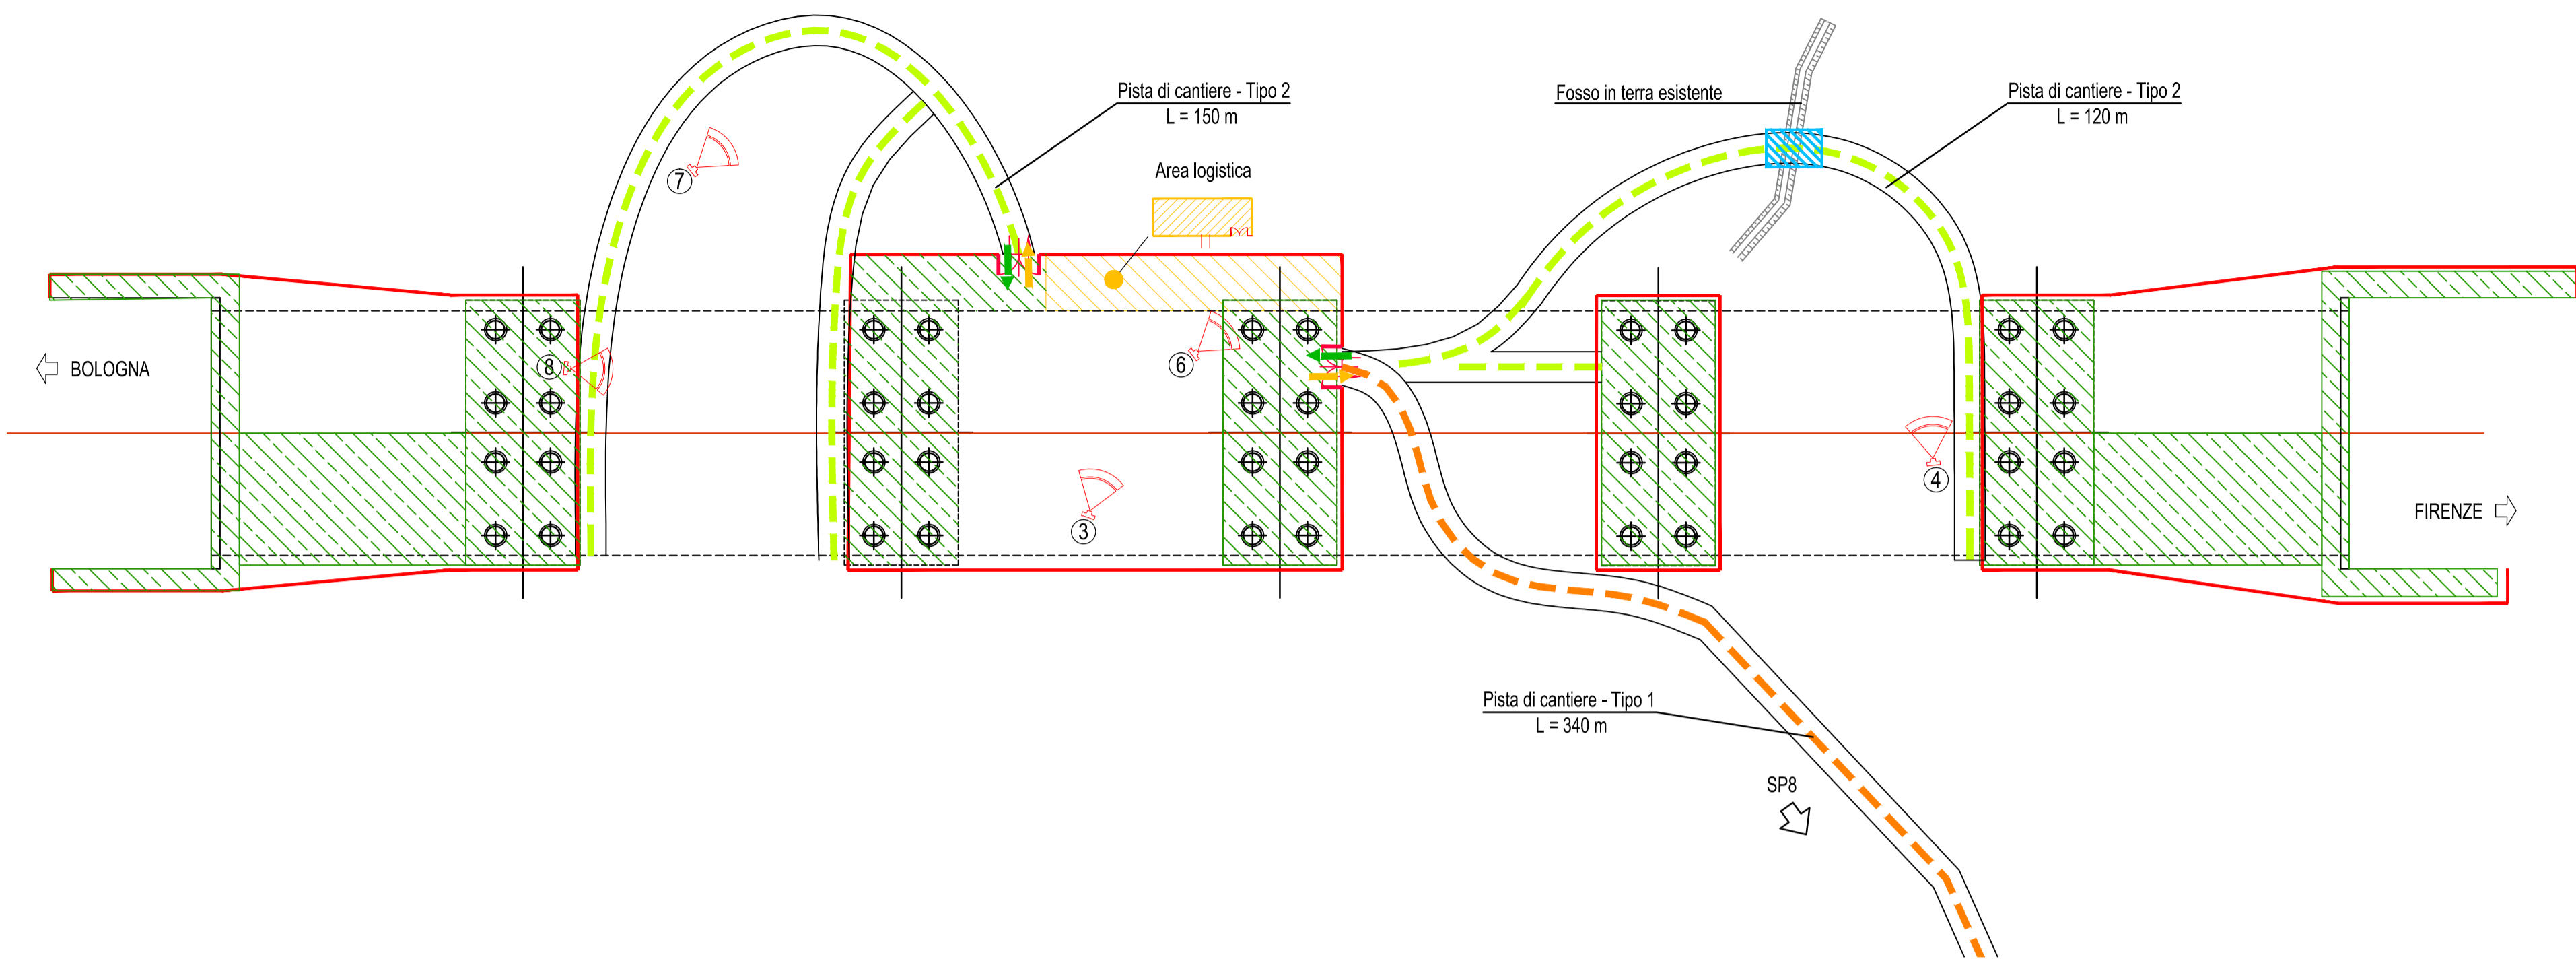 Pista di cantiere - Tipo 2
L = 150 m
Fosso in terra esistente
Pista di cantiere - Tipo 2
L = 120 m
Area logistica
7
8
6
BOLOGNA
3
4
FIRENZE
Pista di cantiere - Tipo 1
L = 340 m
SP8